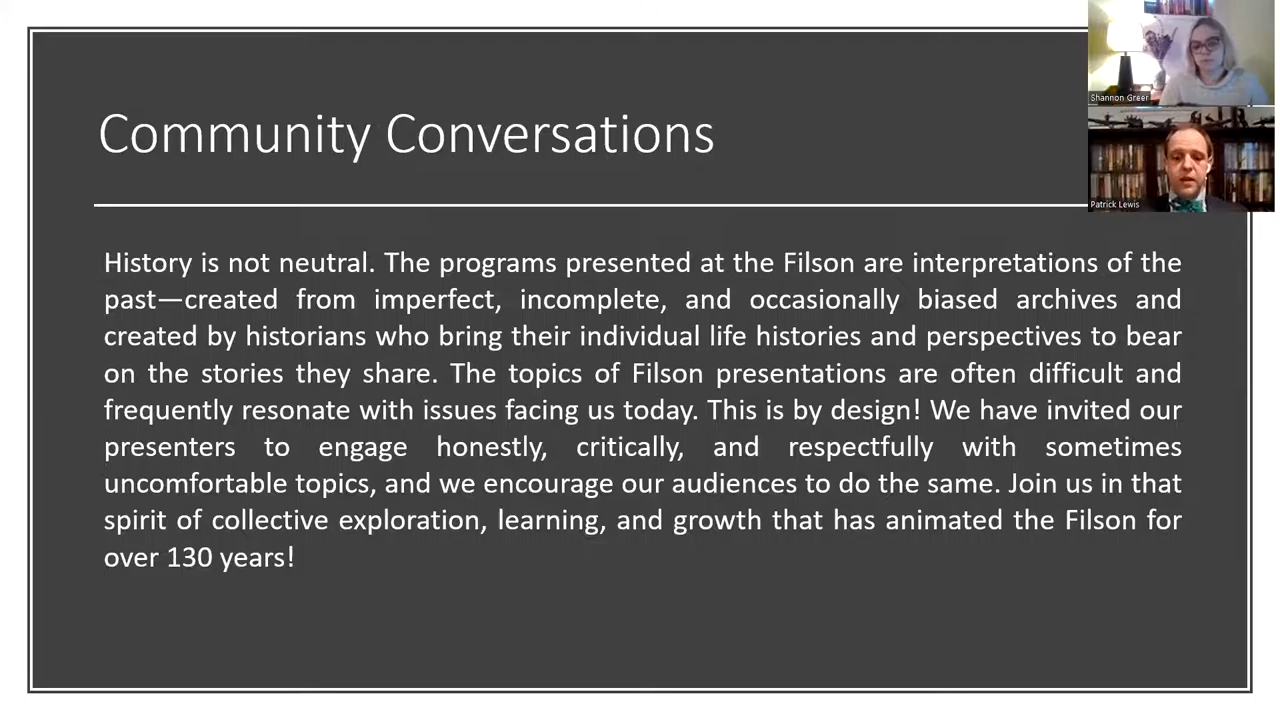 Community Conversations
Shannon Greer
Patrick Lewis
History is not neutral. The programs presented at the Filson are interpretations of the
past—created from imperfect, incomplete, and occasionally biased archives and
created by historians who bring their individual life histories and perspectives to bear
on the stories they share. The topics of Filson presentations are often difficult and
frequently resonate with issues facing us today. This is by design! We have invited our
presenters to engage honestly, critically, and respectfully with sometimes
uncomfortable topics, and we encourage our audiences to do the same. Join us in that
spirit of collective exploration, learning, and growth that has animated the Filson for
over 130 years!